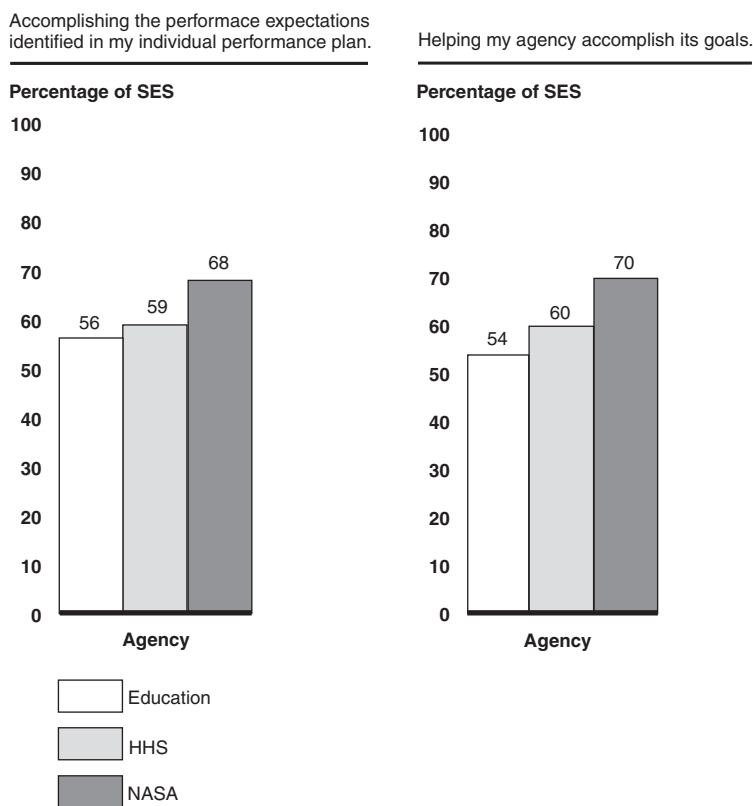 Accomplishing the performace expectations
identified in my individual performance plan.
Percentage of SES
100
90
80
70
60
50
40
30
20
10
0
56
59
68
Agency
Education
HHS
NASA
Helping my agency accomplish its goals.
Percentage of SES
100
90
80
70
60
50
40
30
20
10
0
54
60
70
Agency